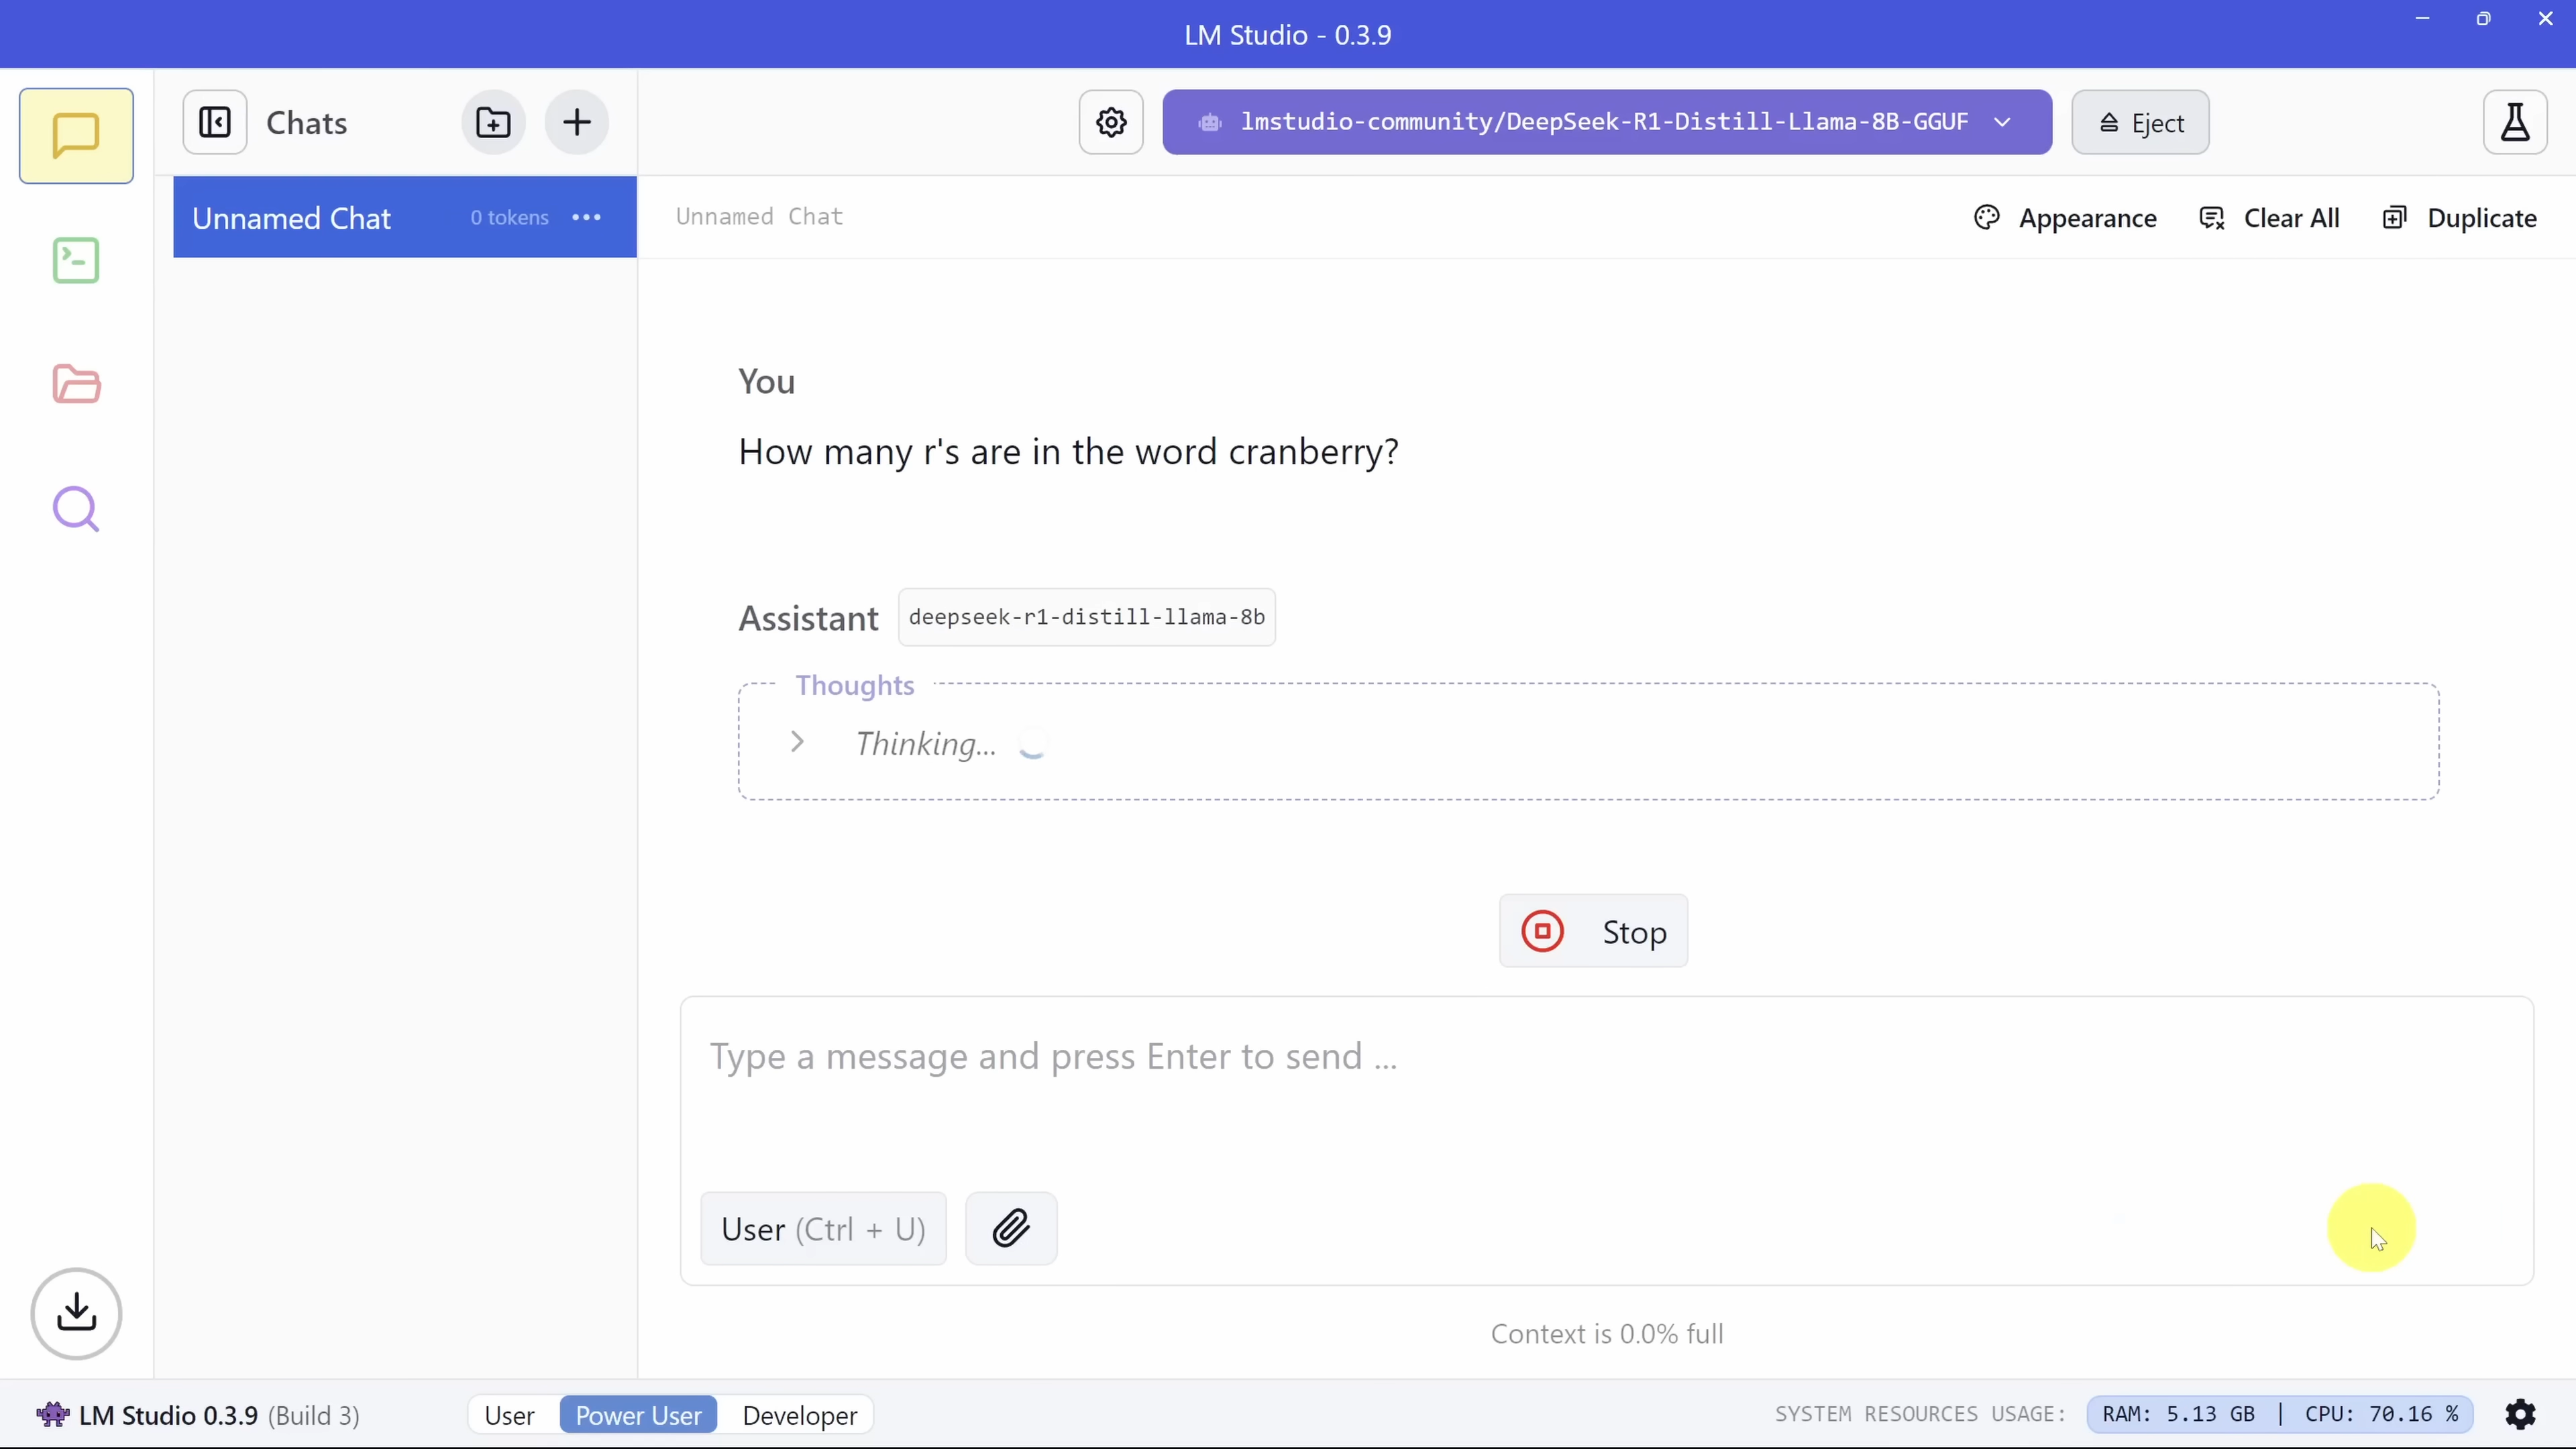 LM Studio - 0.3.9
Chats
lmstudio-community/DeepSeek-R1-Distill-Llama-8B-GGUF
Eject
Unnamed Chat 0 tokens
Unnamed Chat
Appearance
Clear All
Duplicate
You
How many r's are in the word cranberry?
Assistant deepseek-r1-distill-llama-8b
Thoughts
Thinking...
Stop
Type a message and press Enter to send ...
User (Ctrl + U)
Context is 0.0% full
LM Studio 0.3.9 (Build 3)
User Power User Developer
SYSTEM RESOURCES USAGE: RAM: 5.13 GB | CPU: 70.16 %